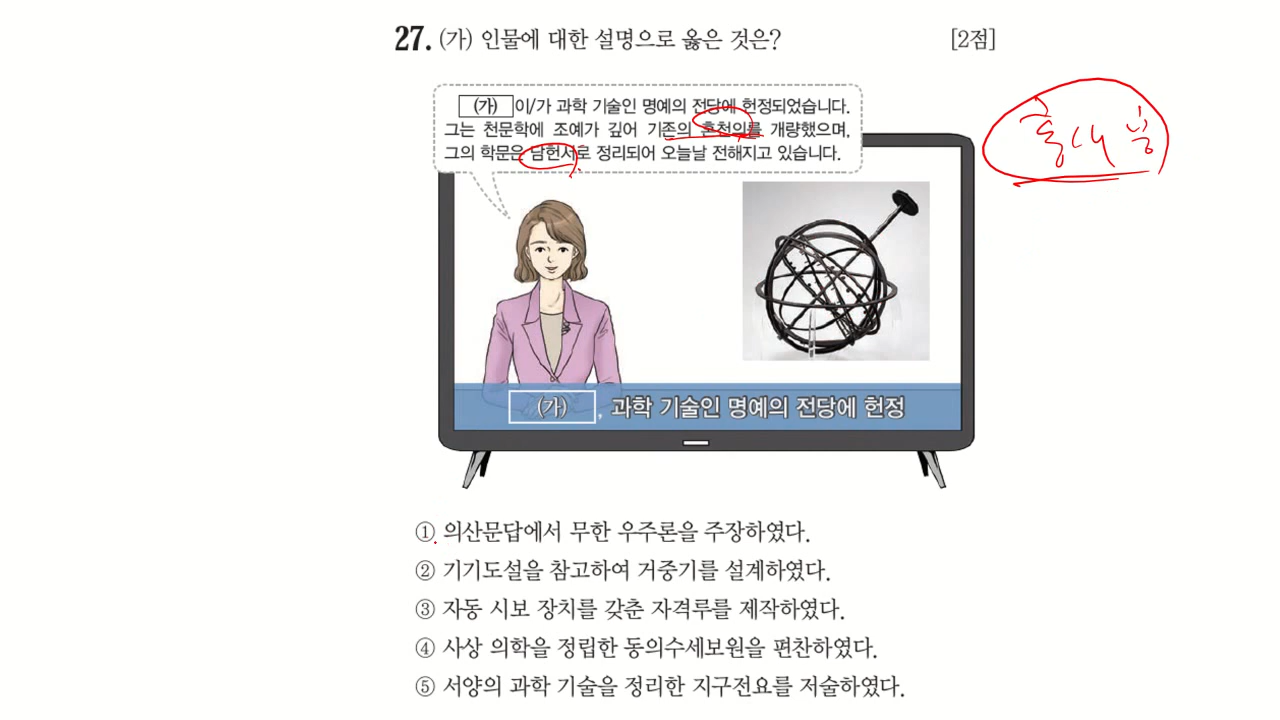 27. (가) 인물에 대한 설명으로 옳은 것은? [2점]
(가) 이/가 과학 기술인 명예의 전당에 헌정되었습니다.
그는 천문학에 조예가 깊어 기존의 혼천의를 개량했으며,
그의 학문은 담헌서로 정리되어 오늘날 전해지고 있습니다.
홍대용
(가) , 과학 기술인 명예의 전당에 헌정
① 의산문답에서 무한 우주론을 주장하였다.
② 기기도설을 참고하여 거중기를 설계하였다.
③ 자동 시보 장치를 갖춘 자격루를 제작하였다.
④ 사상 의학을 정립한 동의수세보원을 편찬하였다.
⑤ 서양의 과학 기술을 정리한 지구전요를 저술하였다.